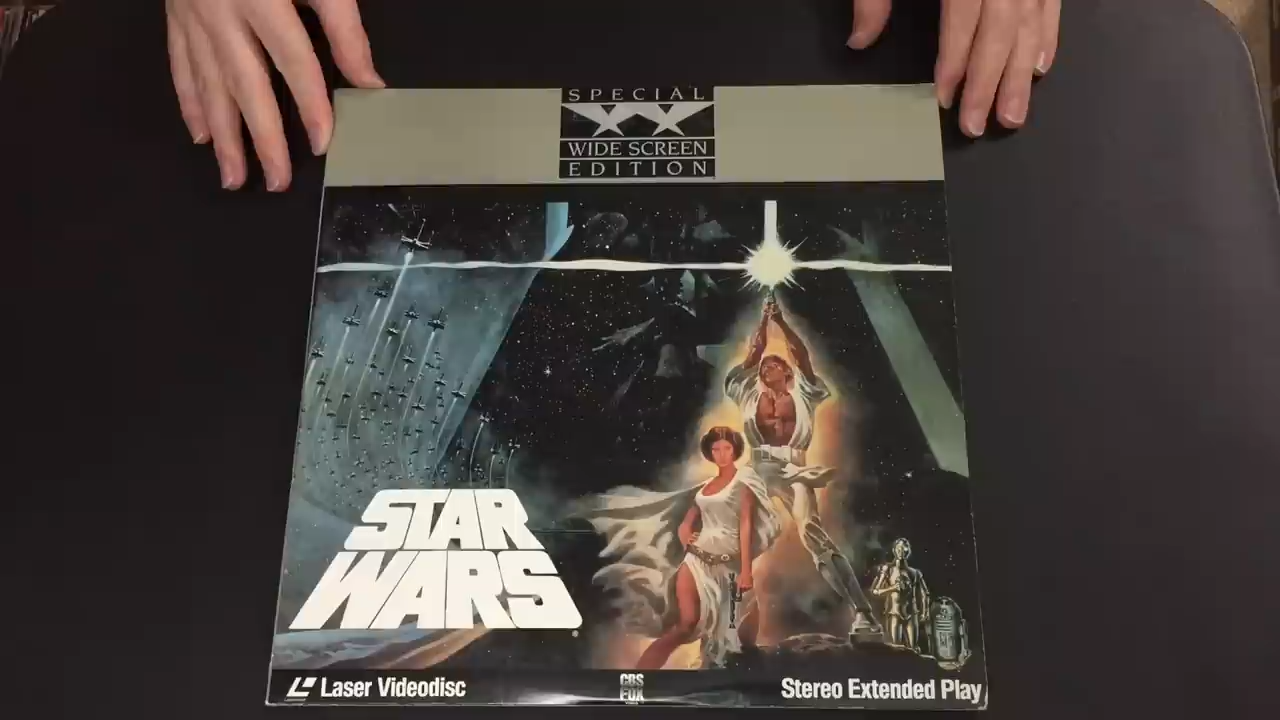 SPECIAL
WIDE SCREEN
EDITION
STAR
WARS
Laser Videodisc
CBS
FOX
Stereo Extended Play